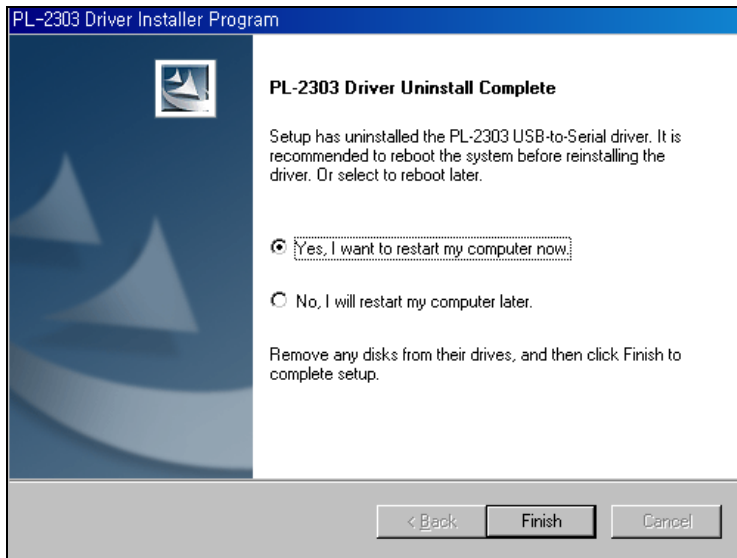 PL-2303 Driver Installer Program
PL-2303 Driver Uninstall Complete
Setup has uninstalled the PL-2303 USB-to-Serial driver. It is
recommended to reboot the system before reinstalling the
driver. Or select to reboot later.
Yes, I want to restart my computer now.
No, I will restart my computer later.
Remove any disks from their drives, and then click Finish to
complete setup.
< Back
Finish
Cancel